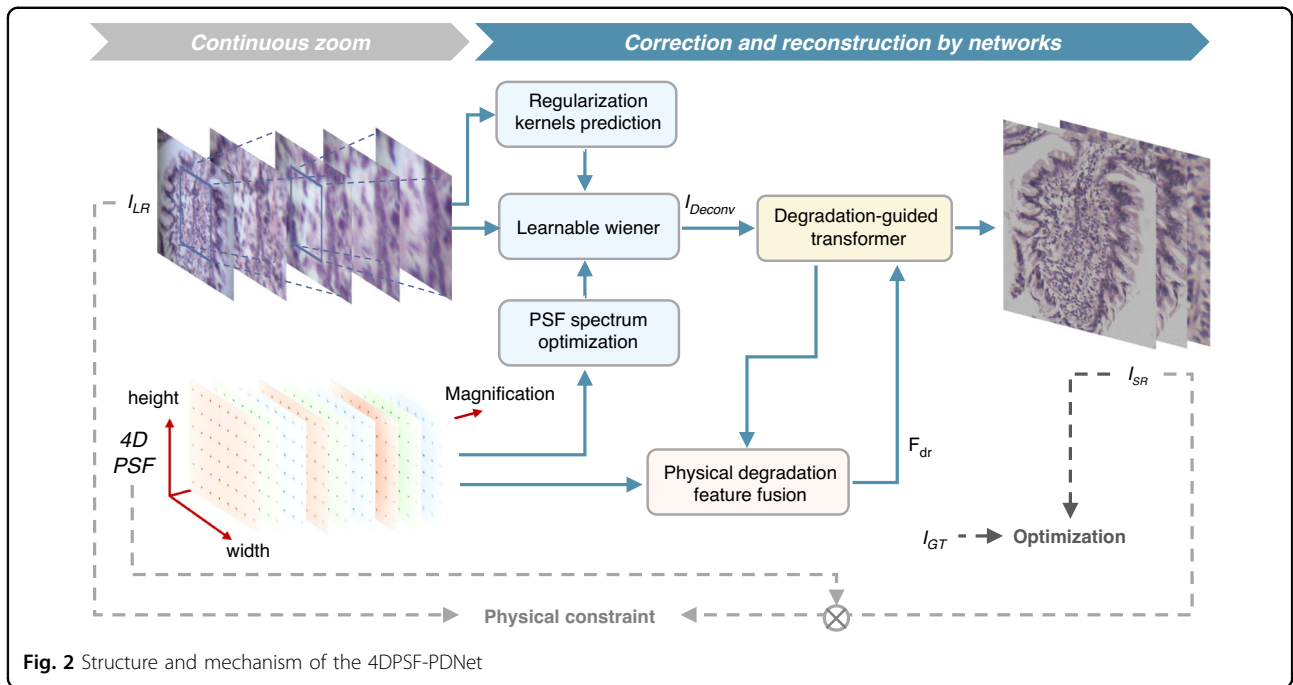 Continuous zoom
Correction and reconstruction by networks
Regularization
kernels prediction
I_LR
Learnable wiener
I_Deconv
Degradation-guided
transformer
PSF spectrum
optimization
height
Magnification
4D
PSF
width
Physical degradation
feature fusion
F_dr
I_SR
I_GT
Optimization
Physical constraint
Fig. 2 Structure and mechanism of the 4DPSF-PDNet